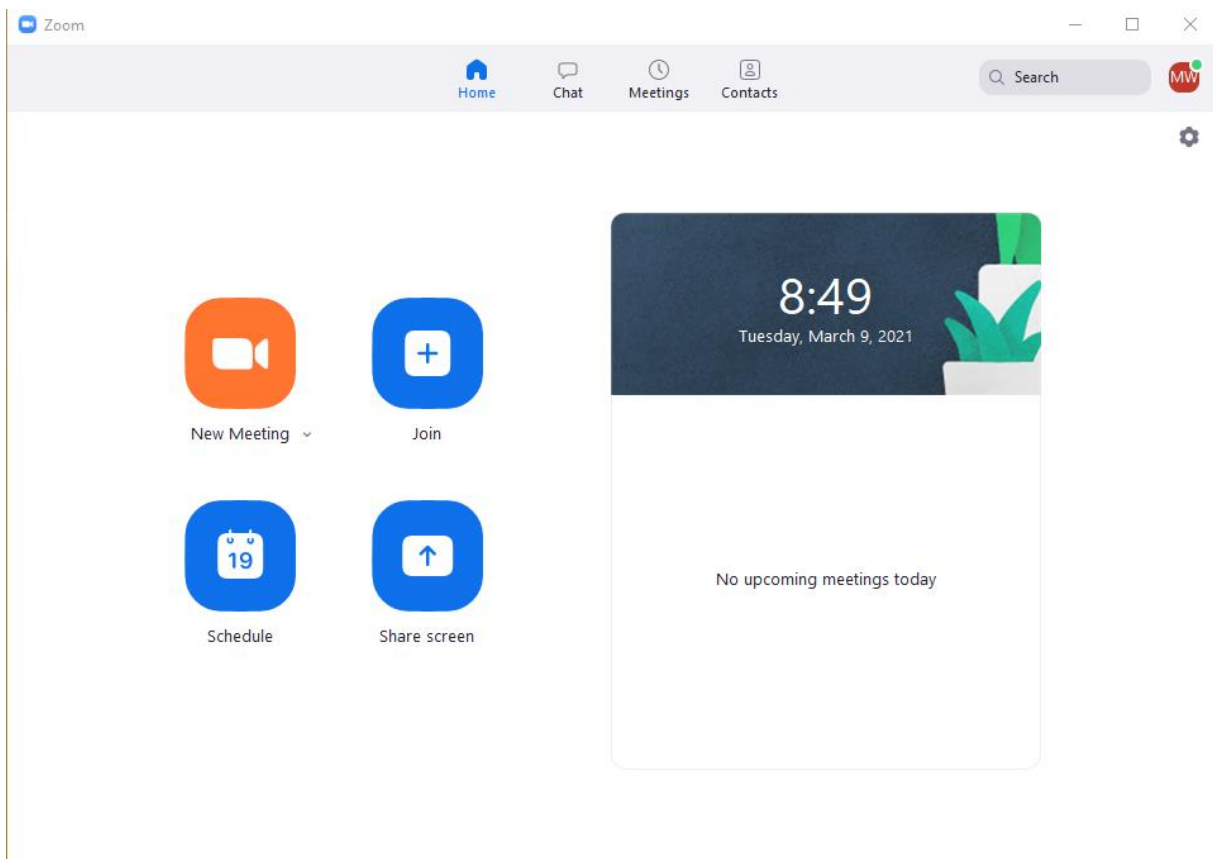 Zoom
Home
Chat
Meetings
Contacts
Search
MW
8:49
Tuesday, March 9, 2021
New Meeting
Join
19
Schedule
Share screen
No upcoming meetings today